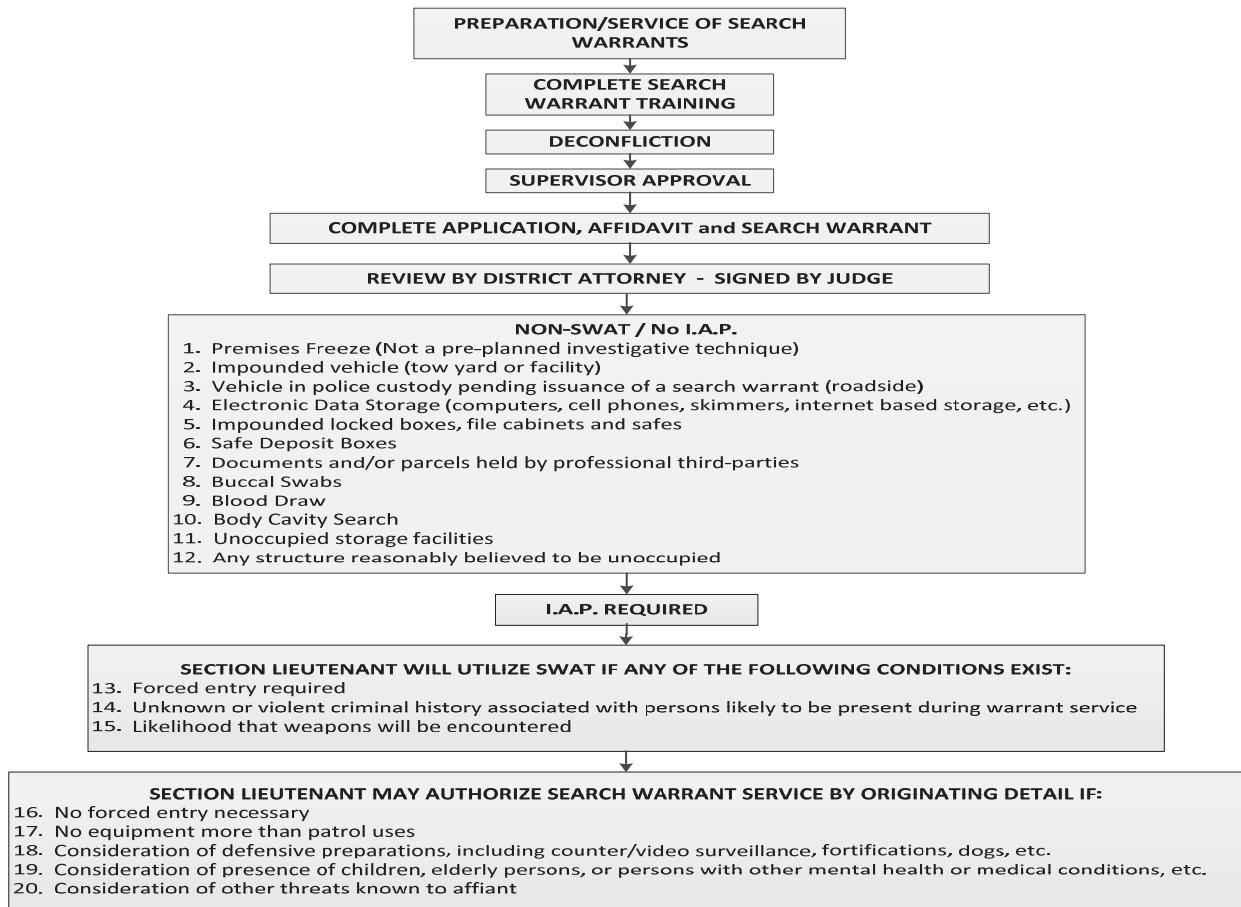 PREPARATION/SERVICE OF SEARCH
WARRANTS
COMPLETE SEARCH
WARRANT TRAINING
DECONFLICTION
SUPERVISOR APPROVAL
COMPLETE APPLICATION, AFFIDAVIT and SEARCH WARRANT
REVIEW BY DISTRICT ATTORNEY - SIGNED BY JUDGE
NON-SWAT / No I.A.P.
1. Premises Freeze (Not a pre-planned investigative technique)
2. Impounded vehicle (tow yard or facility)
3. Vehicle in police custody pending issuance of a search warrant (roadside)
4. Electronic Data Storage (computers, cell phones, skimmers, internet based storage, etc.)
5. Impounded locked boxes, file cabinets and safes
6. Safe Deposit Boxes
7. Documents and/or parcels held by professional third-parties
8. Buccal Swabs
9. Blood Draw
10. Body Cavity Search
11. Unoccupied storage facilities
12. Any structure reasonably believed to be unoccupied
I.A.P. REQUIRED
SECTION LIEUTENANT WILL UTILIZE SWAT IF ANY OF THE FOLLOWING CONDITIONS EXIST:
13. Forced entry required
14. Unknown or violent criminal history associated with persons likely to be present during warrant service
15. Likelihood that weapons will be encountered
SECTION LIEUTENANT MAY AUTHORIZE SEARCH WARRANT SERVICE BY ORIGINATING DETAIL IF:
16. No forced entry necessary
17. No equipment more than patrol uses
18. Consideration of defensive preparations, including counter/video surveillance, fortifications, dogs, etc.
19. Consideration of presence of children, elderly persons, or persons with other mental health or medical conditions, etc.
20. Consideration of other threats known to affiant